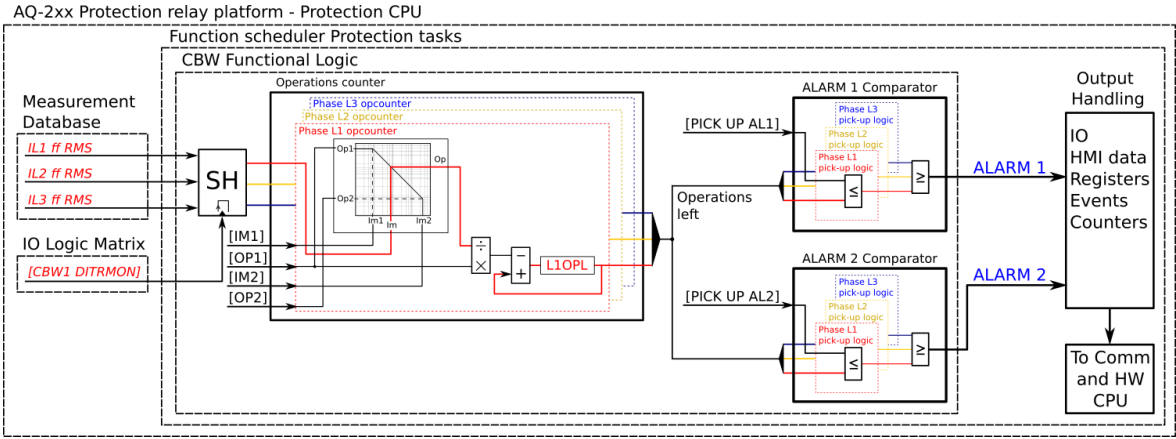 AQ-2xx Protection relay platform - Protection CPU
Function scheduler Protection tasks
CBW Functional Logic
Measurement
Database
IL1 ff RMS
IL2 ff RMS
IL3 ff RMS
IO Logic Matrix
[CBW1 DITRMON]
SH
Operations counter
Phase L3 opcounter
Phase L2 opcounter
Phase L1 opcounter
Op1
Op
Op2
Im1
Im
Im2
[IM1]
[OP1]
[IM2]
[OP2]
÷
×
−
+
L1OPL
Operations
left
ALARM 1 Comparator
[PICK UP AL1]
Phase L3
pick-up logic
Phase L2
pick-up logic
Phase L1
pick-up logic
≤
≥
ALARM 1
ALARM 2 Comparator
[PICK UP AL2]
Phase L3
pick-up logic
Phase L2
pick-up logic
Phase L1
pick-up logic
≤
≥
ALARM 2
Output
Handling
IO
HMI data
Registers
Events
Counters
To Comm
and HW
CPU